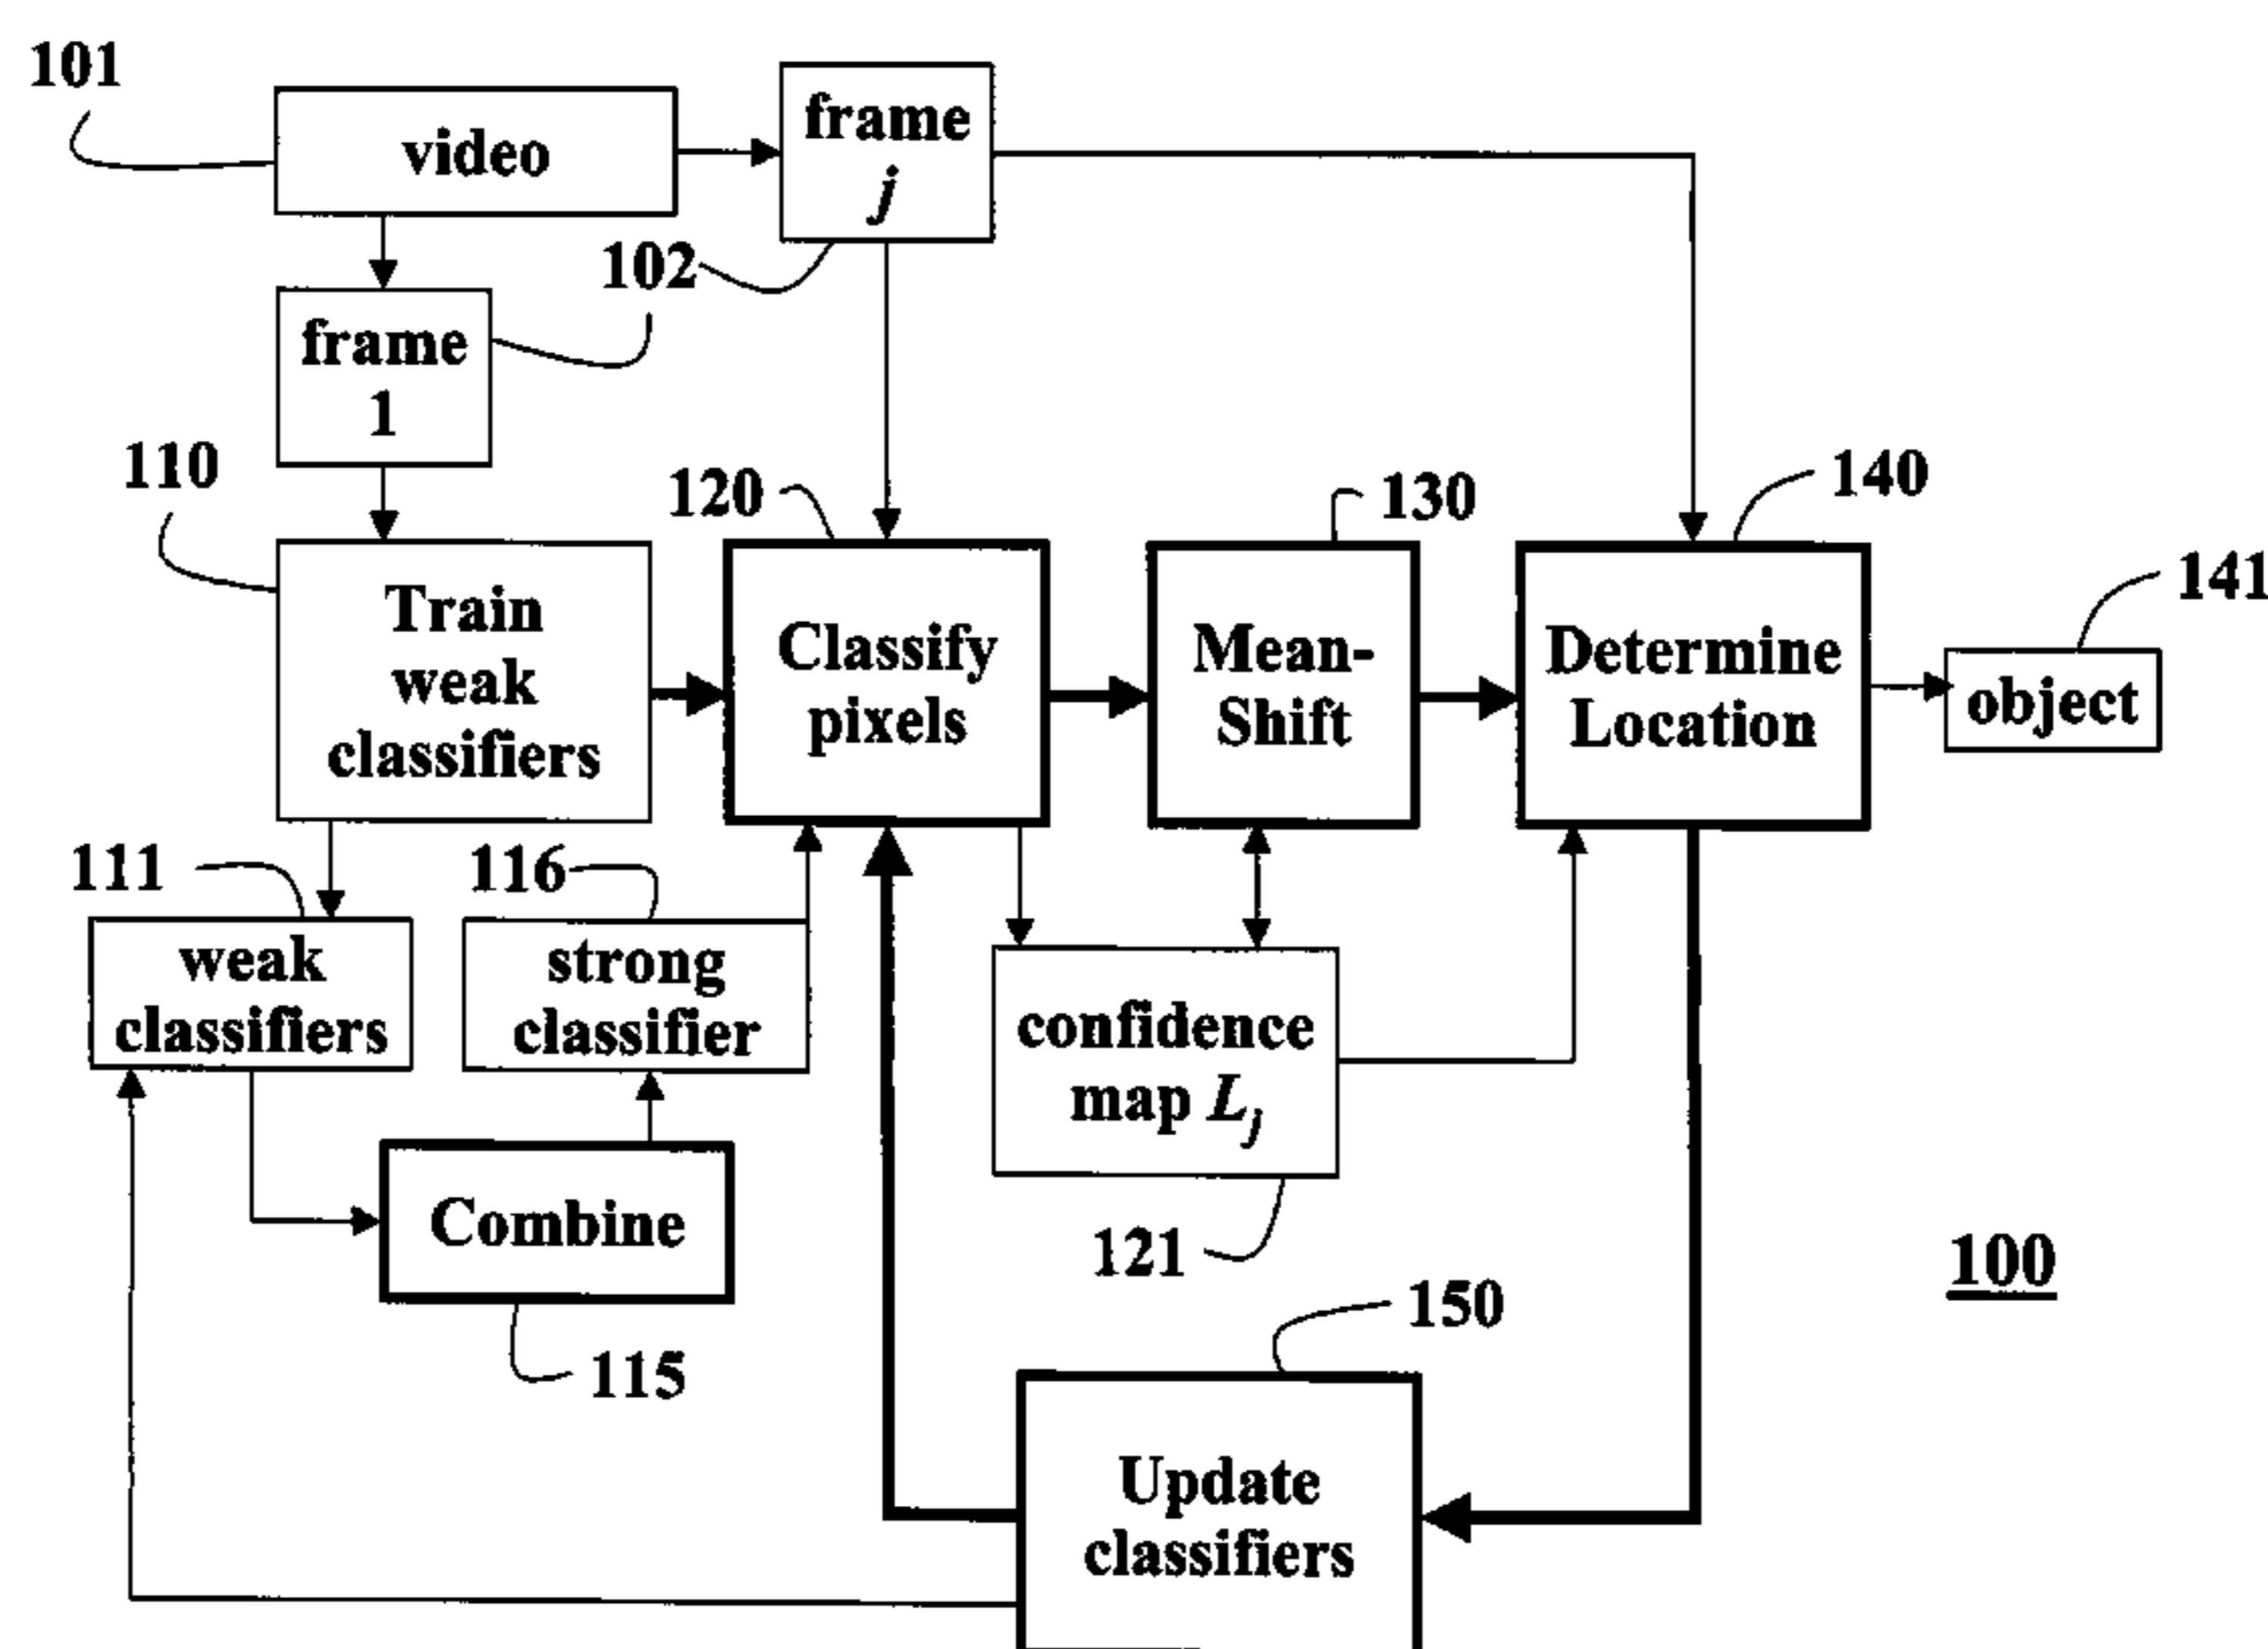 101
video
frame
j
102
frame
1
110
120
130
140
141
Train
weak
classifiers
Classify
pixels
Mean-
Shift
Determine
Location
object
111
116
weak
classifiers
strong
classifier
confidence
map Lj
Combine
121
115
100
150
Update
classifiers